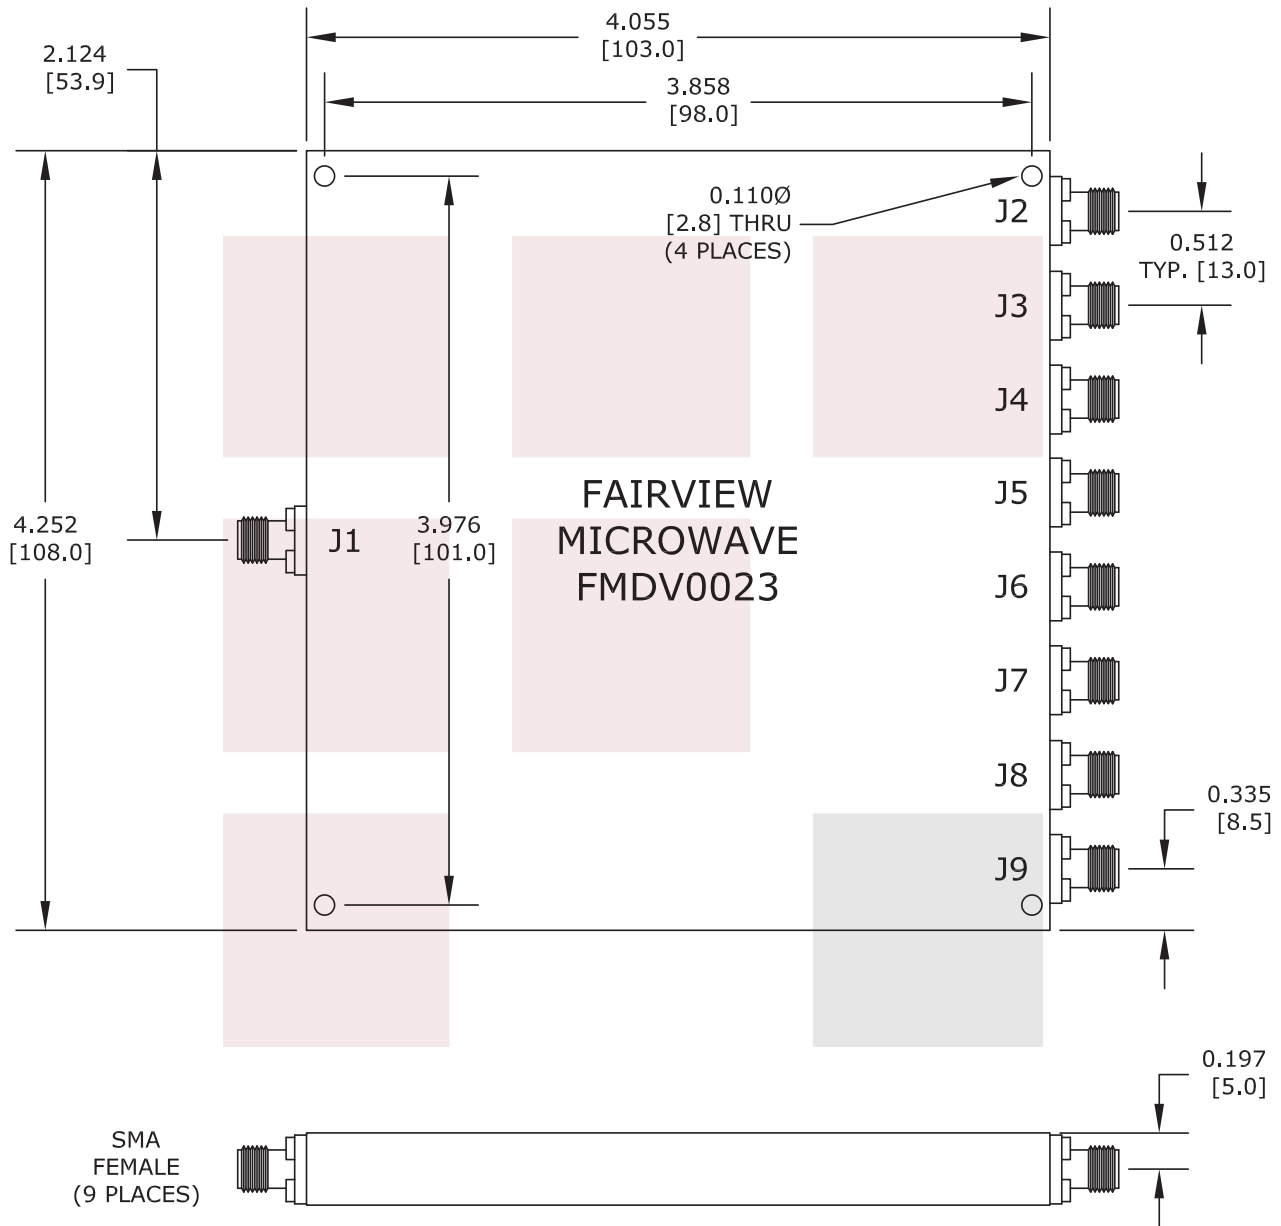 4.055
[103.0]
2.124
[53.9]
3.858
[98.0]
0.110Ø
[2.8] THRU
(4 PLACES)
J2
0.512
TYP. [13.0]
J3
J4
FAIRVIEW
MICROWAVE
FMDV0023
J5
4.252
[108.0]
J1
3.976
[101.0]
J6
J7
J8
0.335
[8.5]
J9
0.197
[5.0]
SMA
FEMALE
(9 PLACES)